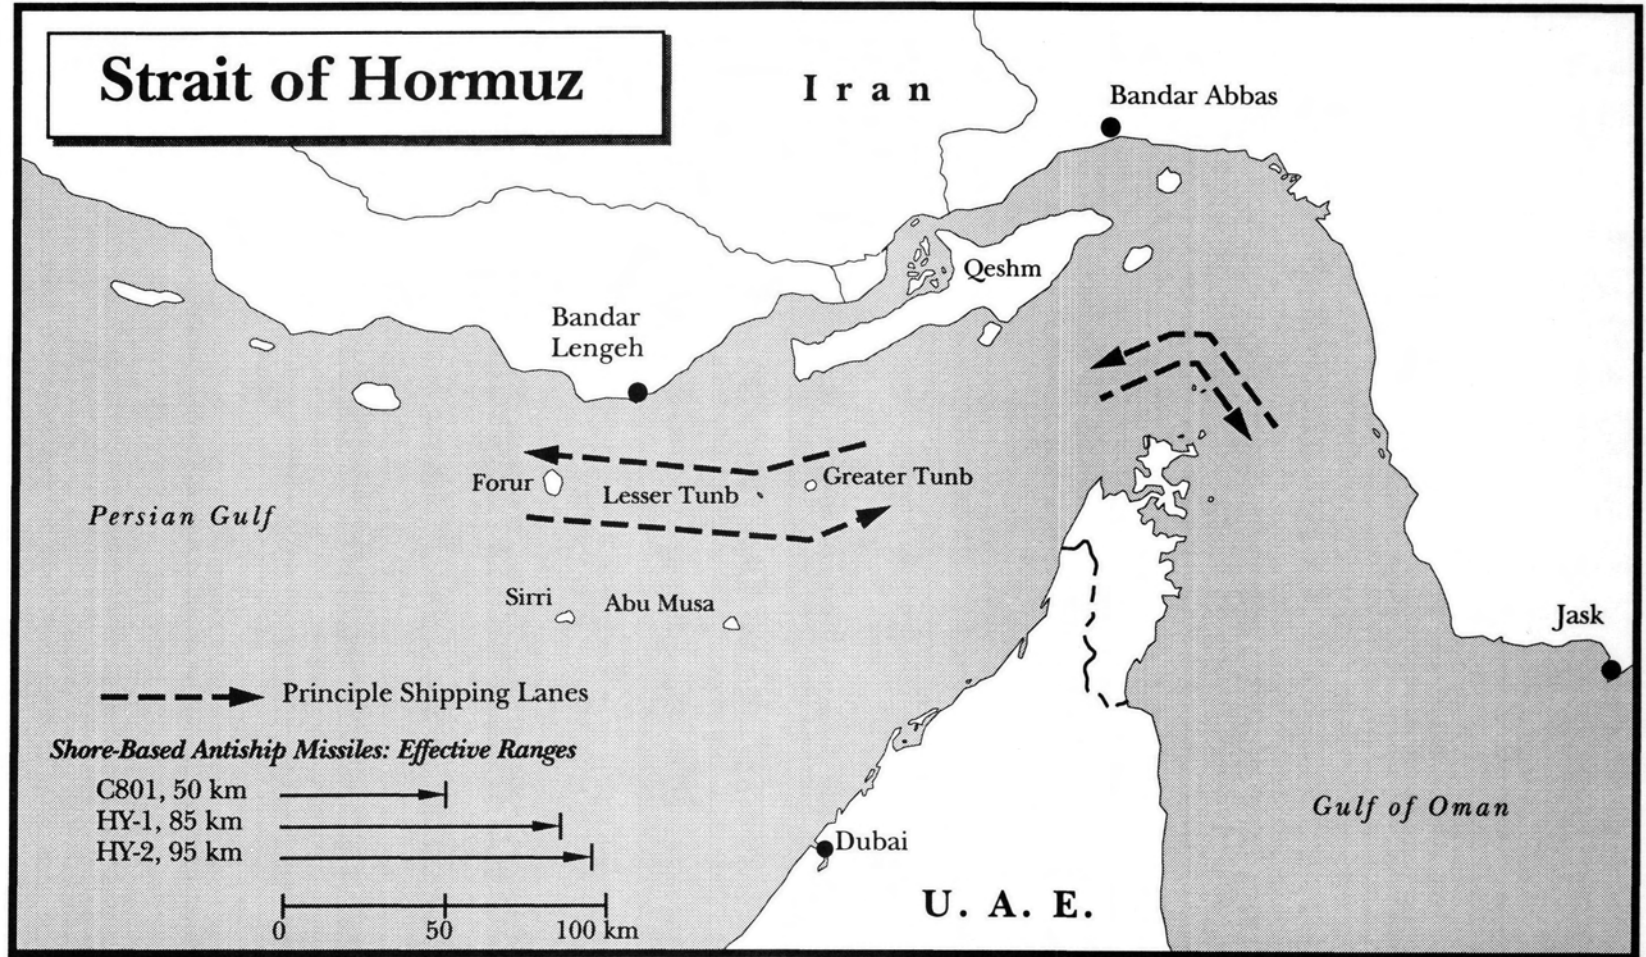 Strait of Hormuz
I r a n
Bandar Abbas
Qeshm
Bandar
Lengeh
Forur
Lesser Tunb
Greater Tunb
Persian Gulf
Sirri
Abu Musa
Jask
Principle Shipping Lanes
Shore-Based Antiship Missiles: Effective Ranges
C801, 50 km
HY-1, 85 km
HY-2, 95 km
Gulf of Oman
Dubai
U. A. E.
0 50 100 km